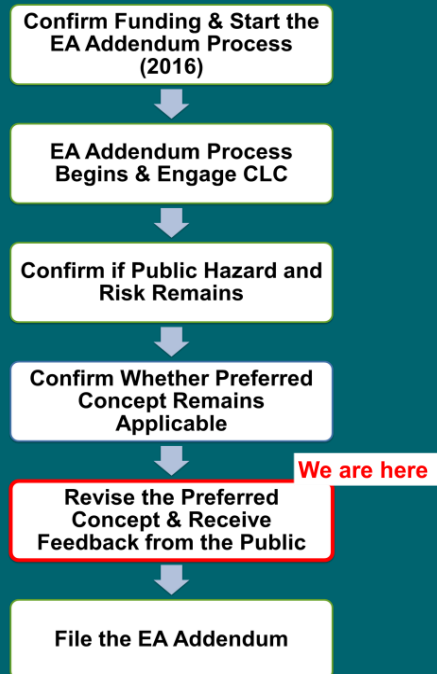 Confirm Funding & Start the
EA Addendum Process
(2016)
EA Addendum Process
Begins & Engage CLC
Confirm if Public Hazard and
Risk Remains
Confirm Whether Preferred
Concept Remains
Applicable
We are here
Revise the Preferred
Concept & Receive
Feedback from the Public
File the EA Addendum